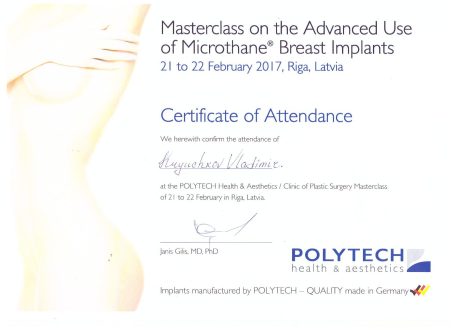 Masterclass on the Advanced Use
of Microthane® Breast Implants
21 to 22 February 2017, Riga, Latvia
Certificate of Attendance
We herewith confirm the attendance of
Vladimir.
at the POLYTECH Health & Aesthetics / Clinic of Plastic Surgery Masterclass
of 21 to 22 February in Riga, Latvia.
Janis Gilis, MD, PhD
POLYTECH
health & aesthetics
Implants manufactured by POLYTECH – QUALITY made in Germany